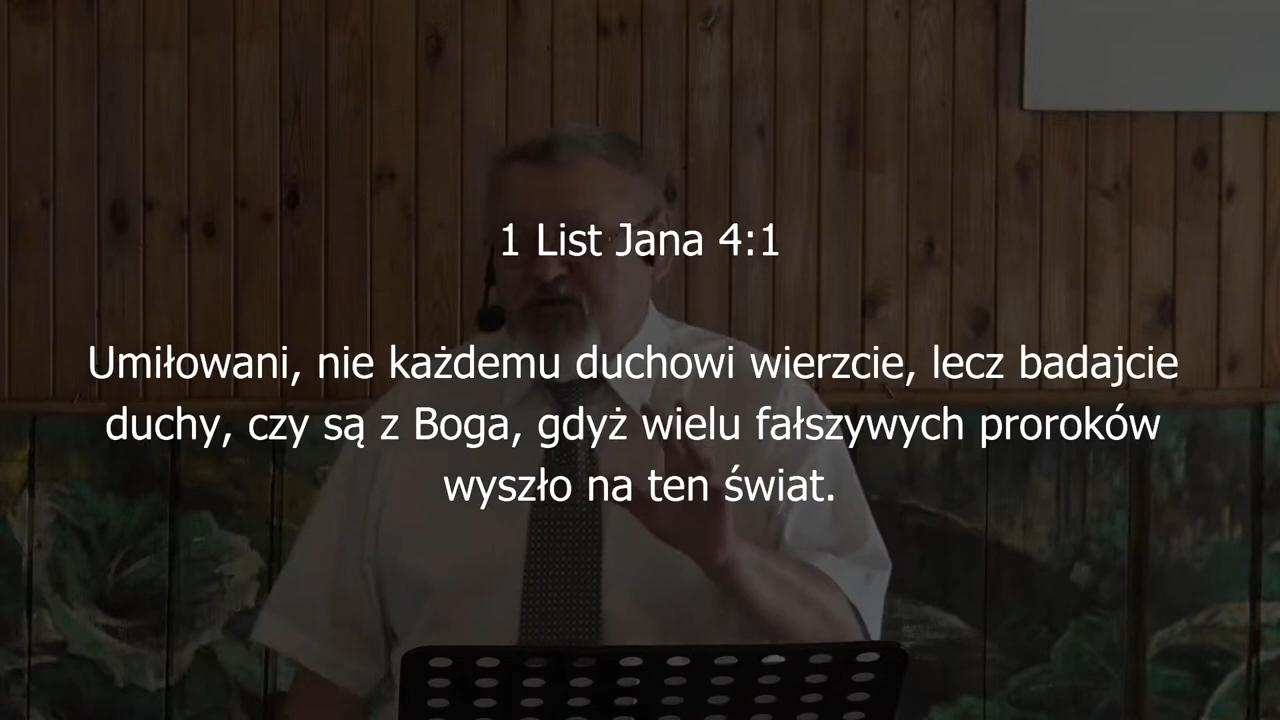 1 List Jana 4:1
Umiłowani, nie każdemu duchowi wierzcie, lecz badajcie
duchy, czy są z Boga, gdyż wielu fałszywych proroków
wyszło na ten świat.